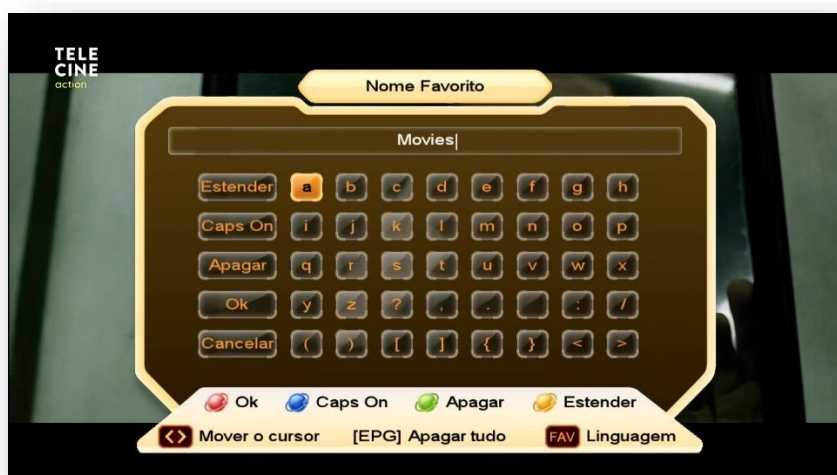 TELE
CINE
action
Nome Favorito
Movies|
Estender a b c d e f g h
Caps On i j k l m n o p
Apagar q r s t u v w x
Ok y z ? , . : /
Cancelar ( ) [ ] { } < >
Ok Caps On Apagar Estender
<> Mover o cursor [EPG] Apagar tudo FAV Linguagem